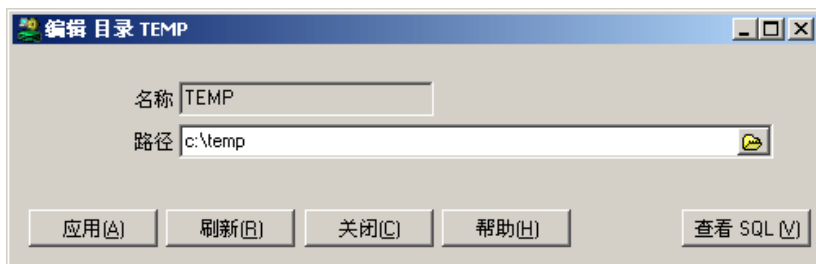 编辑 目录 TEMP
名称 TEMP
路径 c:\temp
应用(A) 刷新(R) 关闭(C) 帮助(H) 查看 SQL (V)